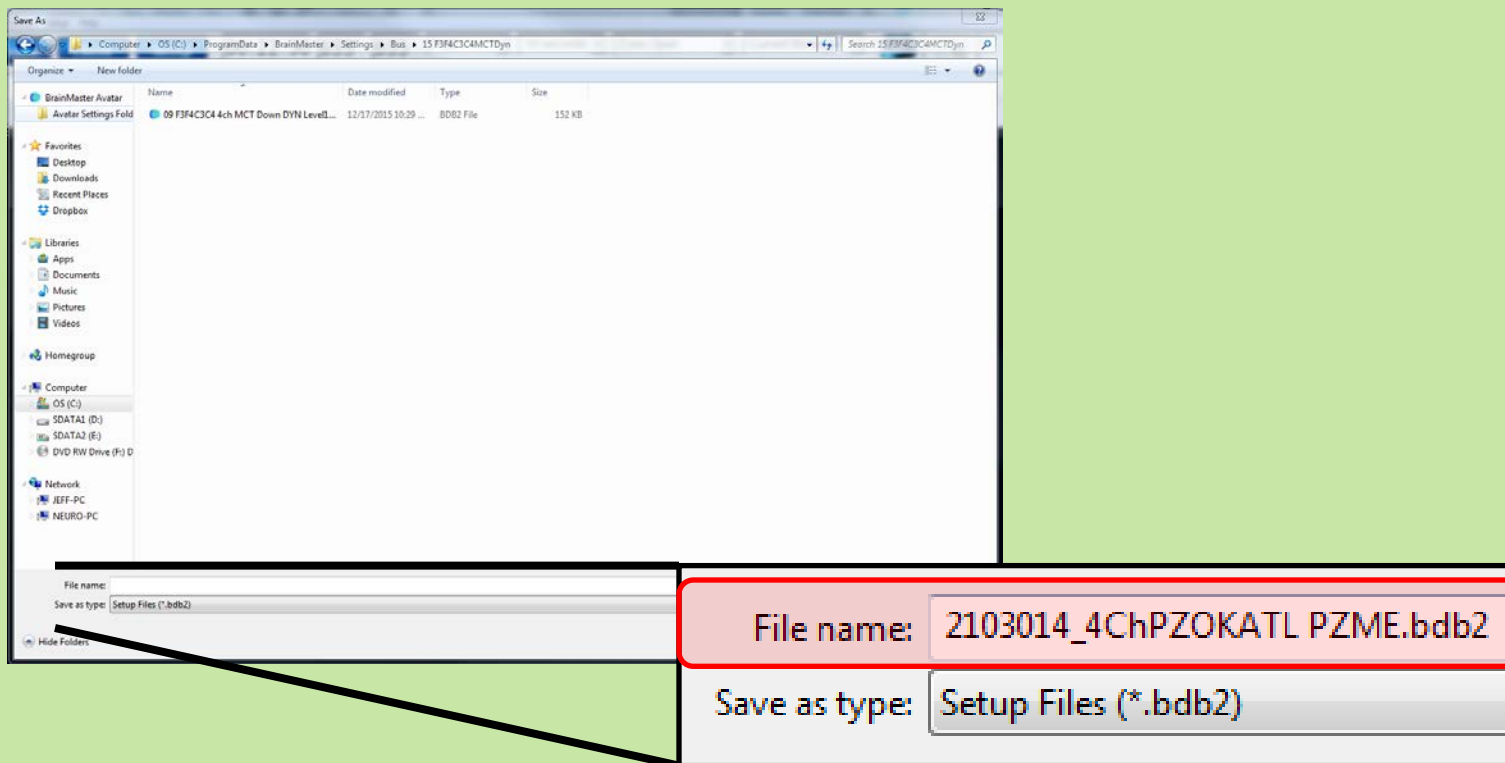 Save As
Computer ▸ OS (C:) ▸ ProgramData ▸ BrainMaster ▸ Settings ▸ Bus ▸ 15 F3F4C3C4MCTDyn
Search 15 F3F4C3C4MCTDyn
Organize
New folder
Name
Date modified
Type
Size
BrainMaster Avatar
Avatar Settings Fold
09 F3F4C3C4 4ch MCT Down DYN Level1... 12/17/2015 10:29 ... BDB2 File 152 KB
Favorites
Desktop
Downloads
Recent Places
Dropbox
Libraries
Apps
Documents
Music
Pictures
Videos
Homegroup
Computer
OS (C:)
SDATA1 (D:)
SDATA2 (E:)
DVD RW Drive (F:) D
Network
JEFF-PC
NEURO-PC
File name:
Save as type: Setup Files (*.bdb2)
Hide Folders
File name: 2103014_4ChPZOKATL PZME.bdb2
Save as type: Setup Files (*.bdb2)